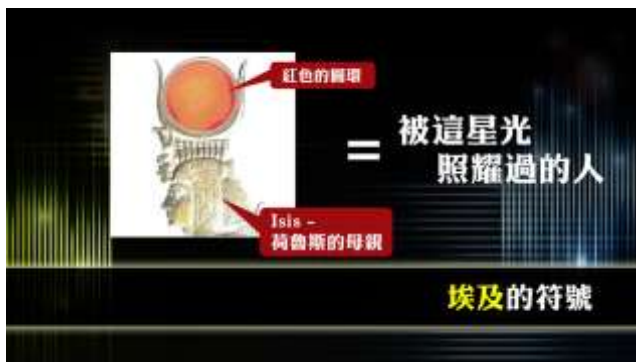 紅色的圓環
=
被這星光
照耀過的人
Isis -
荷魯斯的母親
埃及的符號